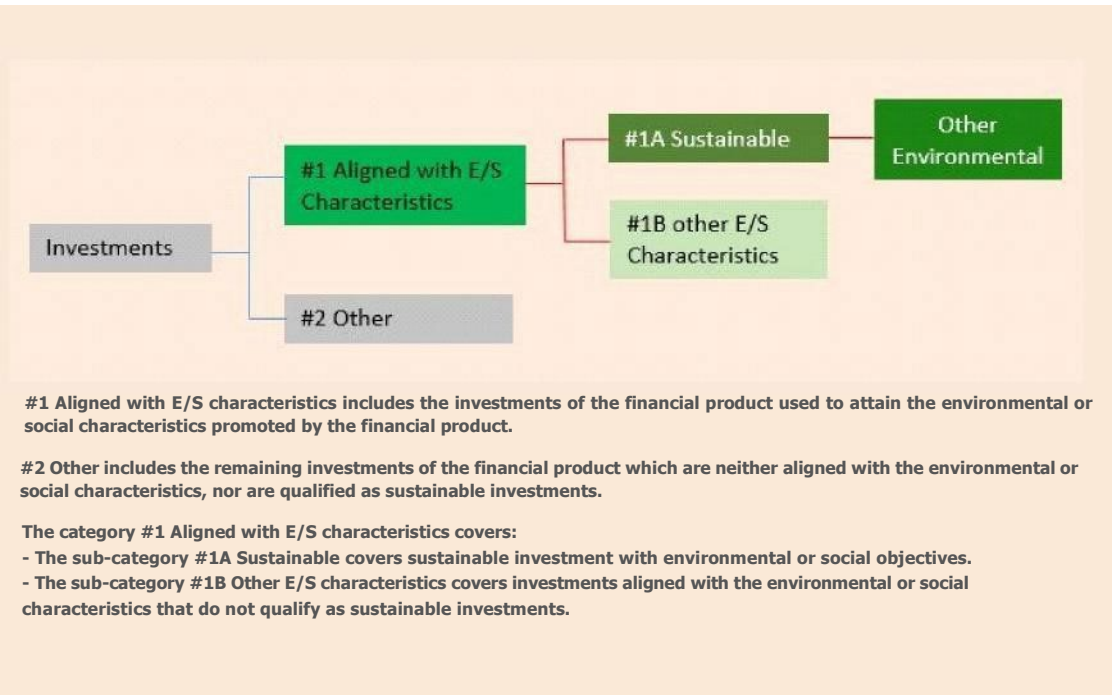 Other
Environmental
#1A Sustainable
#1 Aligned with E/S
Characteristics
#1B other E/S
Characteristics
Investments
#2 Other
#1 Aligned with E/S characteristics includes the investments of the financial product used to attain the environmental or
social characteristics promoted by the financial product.
#2 Other includes the remaining investments of the financial product which are neither aligned with the environmental or
social characteristics, nor are qualified as sustainable investments.
The category #1 Aligned with E/S characteristics covers:
- The sub-category #1A Sustainable covers sustainable investment with environmental or social objectives.
- The sub-category #1B Other E/S characteristics covers investments aligned with the environmental or social
characteristics that do not qualify as sustainable investments.